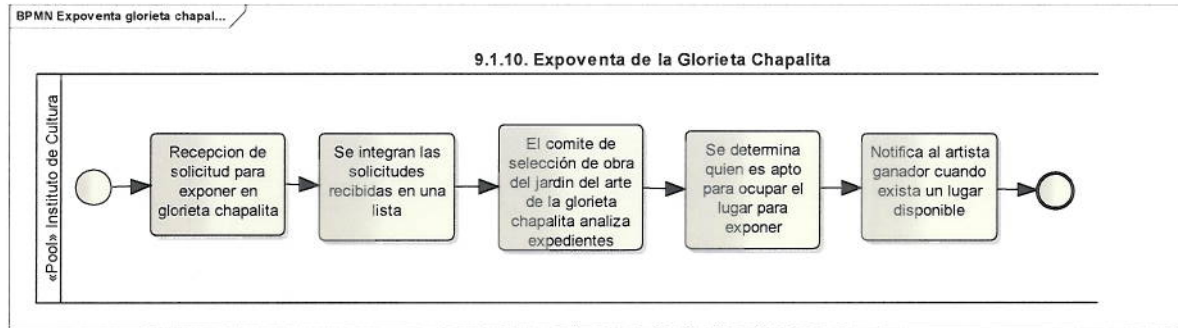 BPMN Expoventa glorieta chapal...
9.1.10. Expoventa de la Glorieta Chapalita
«Pool» Instituto de Cultura
Recepcion de
solicitud para
exponer en
glorieta chapalita
Se integran las
solicitudes
recibidas en una
lista
El comite de
selección de obra
del jardin del arte
de la glorieta
chapalita analiza
expedientes
Se determina
quien es apto
para ocupar el
lugar para
exponer
Notifica al artista
ganador cuando
exista un lugar
disponible